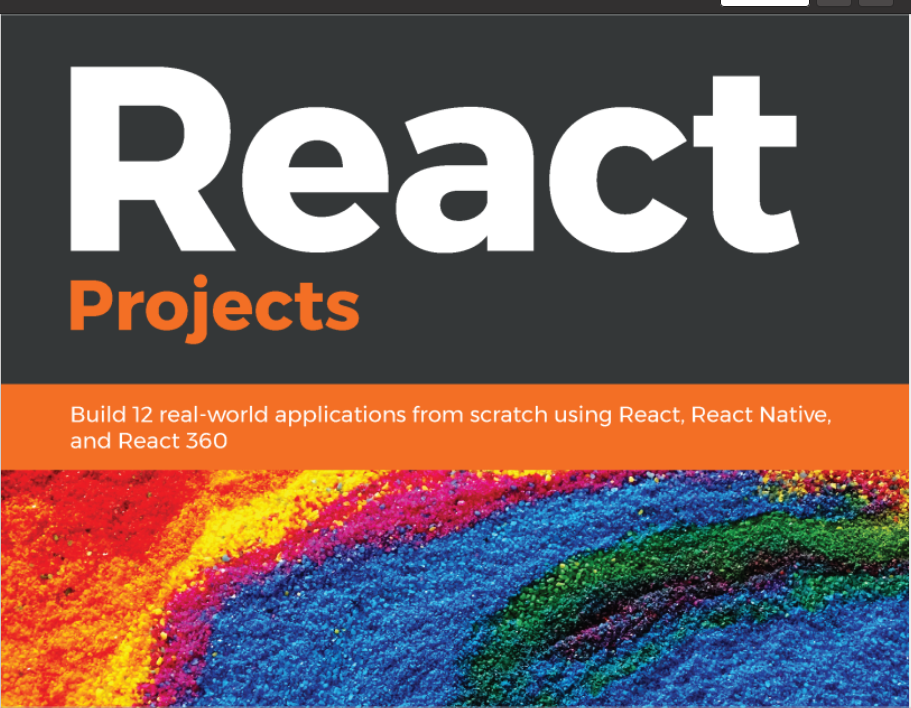 React
Projects
Build 12 real-world applications from scratch using React, React Native,
and React 360